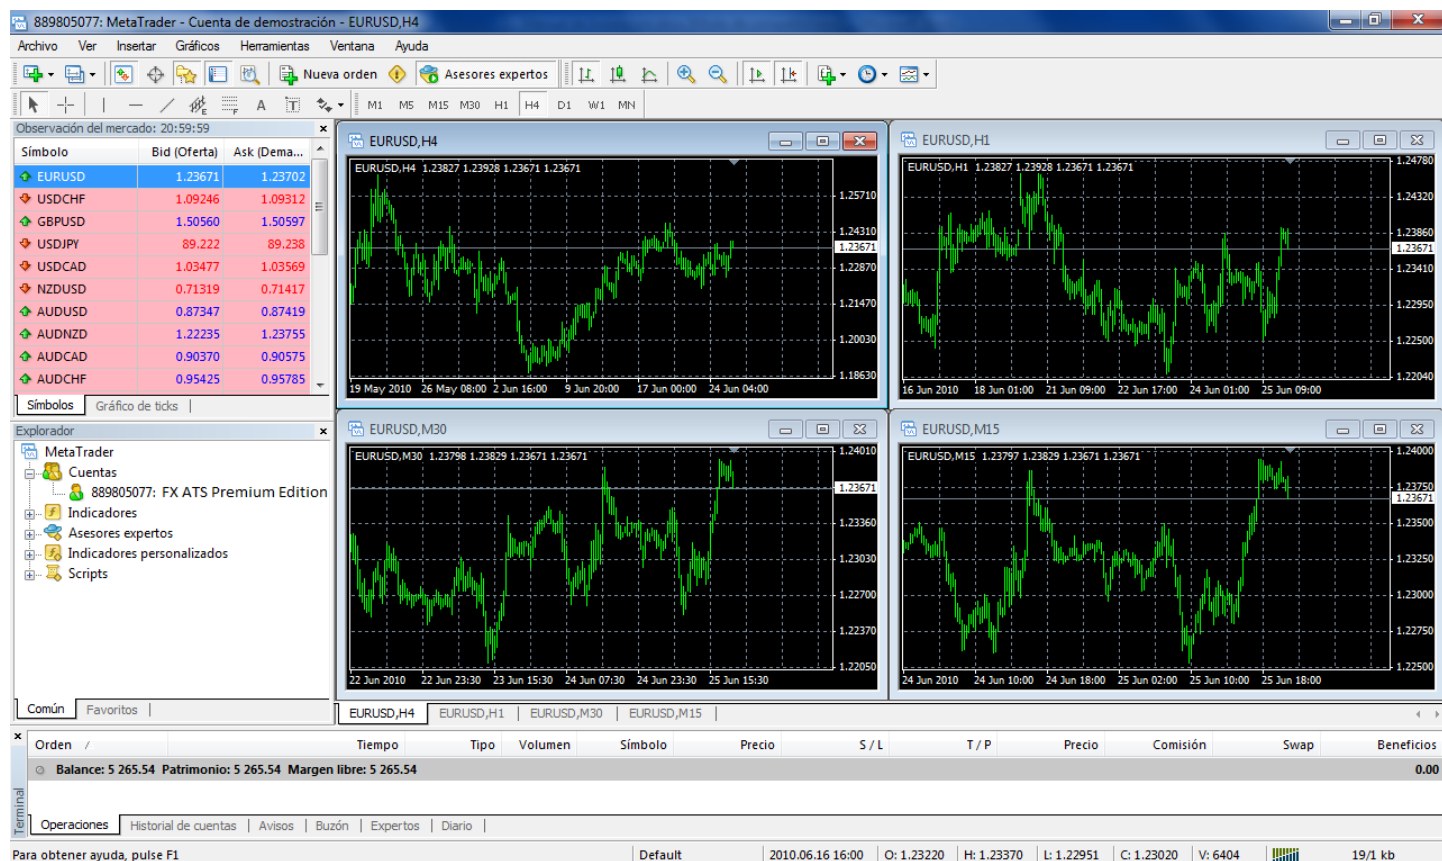 889805077: MetaTrader - Cuenta de demostración - EURUSD,H4
Archivo Ver Insertar Gráficos Herramientas Ventana Ayuda
Nueva orden Asesores expertos
A T M1 M5 M15 M30 H1 H4 D1 W1 MN
Observación del mercado: 20:59:59
Símbolo Bid (Oferta) Ask (Dema...
EURUSD 1.23671 1.23702
USDCHF 1.09246 1.09312
GBPUSD 1.50560 1.50597
USDJPY 89.222 89.238
USDCAD 1.03477 1.03569
NZDUSD 0.71319 0.71417
AUDUSD 0.87347 0.87419
AUDNZD 1.22235 1.23755
AUDCAD 0.90370 0.90575
AUDCHF 0.95425 0.95785
Símbolos Gráfico de ticks
Explorador
MetaTrader
Cuentas
889805077: FX ATS Premium Edition
Indicadores
Asesores expertos
Indicadores personalizados
Scripts
Común Favoritos
EURUSD,H4
EURUSD,H4 1.23827 1.23928 1.23671 1.23671
1.25710
1.24310
1.23671
1.22870
1.21470
1.20030
1.18630
19 May 2010 26 May 08:00 2 Jun 16:00 9 Jun 20:00 17 Jun 00:00 24 Jun 04:00
EURUSD,H1
EURUSD,H1 1.23827 1.23928 1.23671 1.23671
1.24780
1.24320
1.23860
1.23671
1.23410
1.22950
1.22500
1.22040
16 Jun 2010 18 Jun 01:00 21 Jun 09:00 22 Jun 17:00 24 Jun 01:00 25 Jun 09:00
EURUSD,M30
EURUSD,M30 1.23798 1.23829 1.23671 1.23671
1.24010
1.23671
1.23360
1.23030
1.22700
1.22370
1.22050
22 Jun 2010 22 Jun 23:30 23 Jun 15:30 24 Jun 07:30 24 Jun 23:30 25 Jun 15:30
EURUSD,M15
EURUSD,M15 1.23797 1.23829 1.23671 1.23671
1.24000
1.23750
1.23671
1.23500
1.23250
1.23000
1.22750
1.22500
24 Jun 2010 24 Jun 10:00 24 Jun 18:00 25 Jun 02:00 25 Jun 10:00 25 Jun 18:00
EURUSD,H4 EURUSD,H1 EURUSD,M30 EURUSD,M15
Orden / Tiempo Tipo Volumen Símbolo Precio S / L T / P Precio Comisión Swap Beneficios
Balance: 5 265.54 Patrimonio: 5 265.54 Margen libre: 5 265.54 0.00
Terminal
Operaciones Historial de cuentas Avisos Buzón Expertos Diario
Para obtener ayuda, pulse F1 Default 2010.06.16 16:00 O: 1.23220 H: 1.23370 L: 1.22951 C: 1.23020 V: 6404 19/1 kb